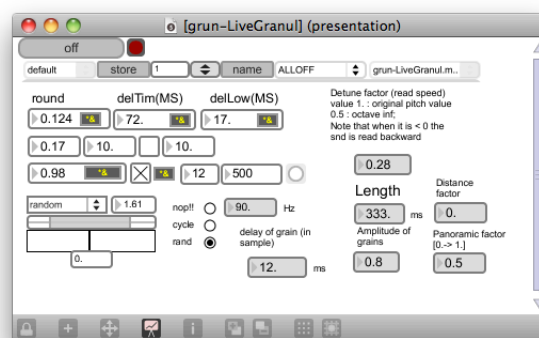 [grun-LiveGranul] (presentation)
off
default store 1 name ALLOFF grun-LiveGranul.m..
round delTim(MS) delLow(MS)
0.124 *& 72. *& 17. *&
0.17 10. 10.
0.98 *& *& 12 500
random 1.61
0.
nop!!
cycle
rand
90. Hz
delay of grain (in
sample)
12. ms
Detune factor (read speed)
value 1. : original pitch value
0.5 : octave inf;
Note that when it is < 0 the
snd is read backward
0.28
Length
333. ms
Distance
factor
0.
Amplitude of
grains
0.8
Panoramic factor
[0.-> 1.]
0.5